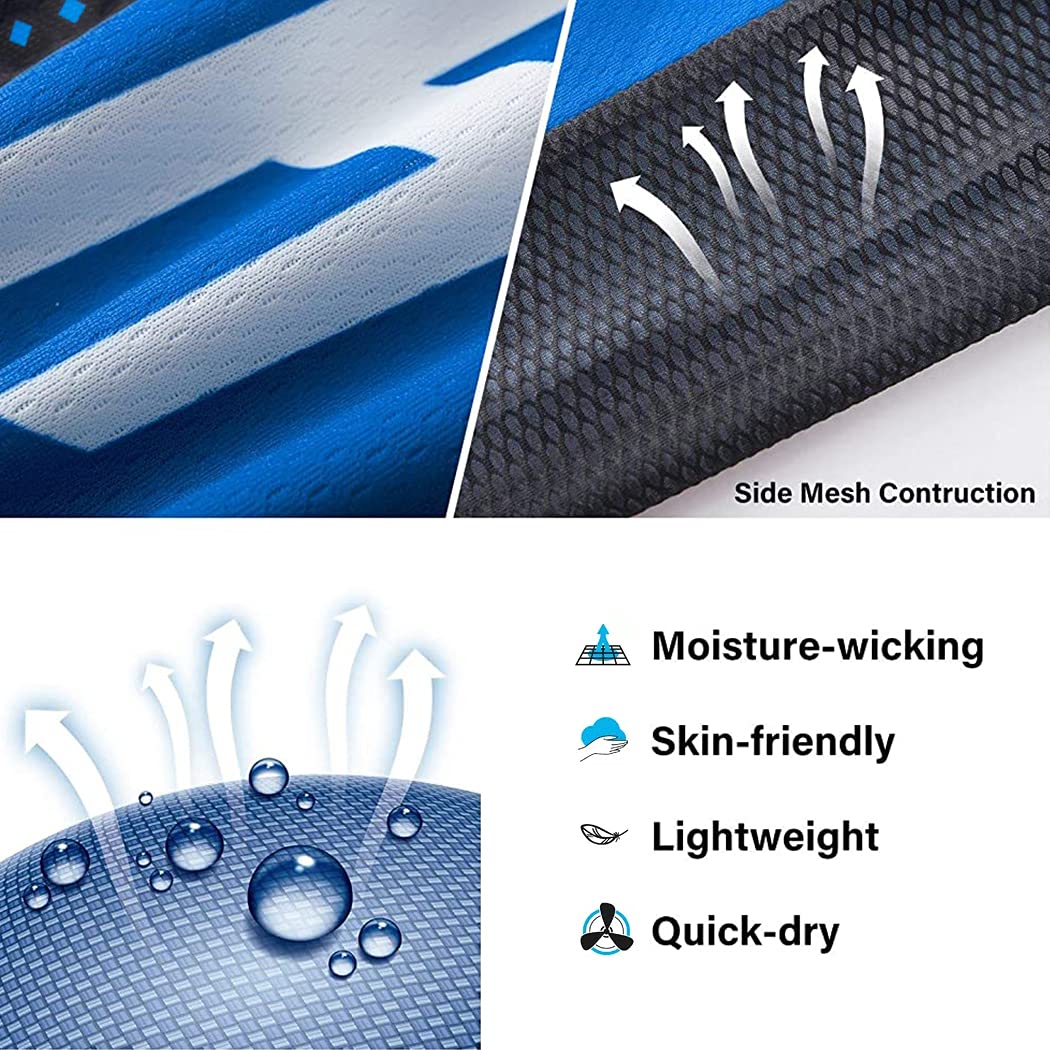 Side Mesh Contruction
Moisture-wicking
Skin-friendly
Lightweight
Quick-dry